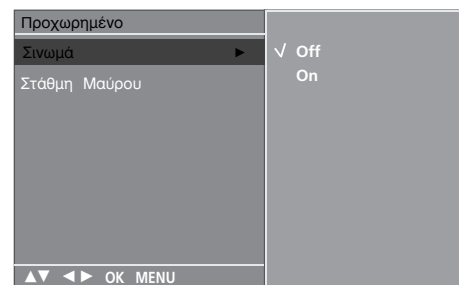 Προχωρημένο
Σινωμά ►
√ Off
On
Στάθμη Μαύρου
▲▼ ◄► OK MENU